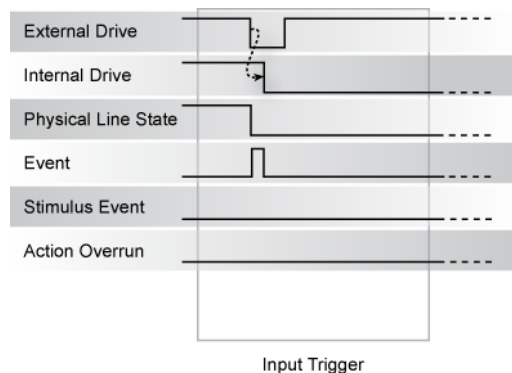 External Drive
Internal Drive
Physical Line State
Event
Stimulus Event
Action Overrun
Input Trigger